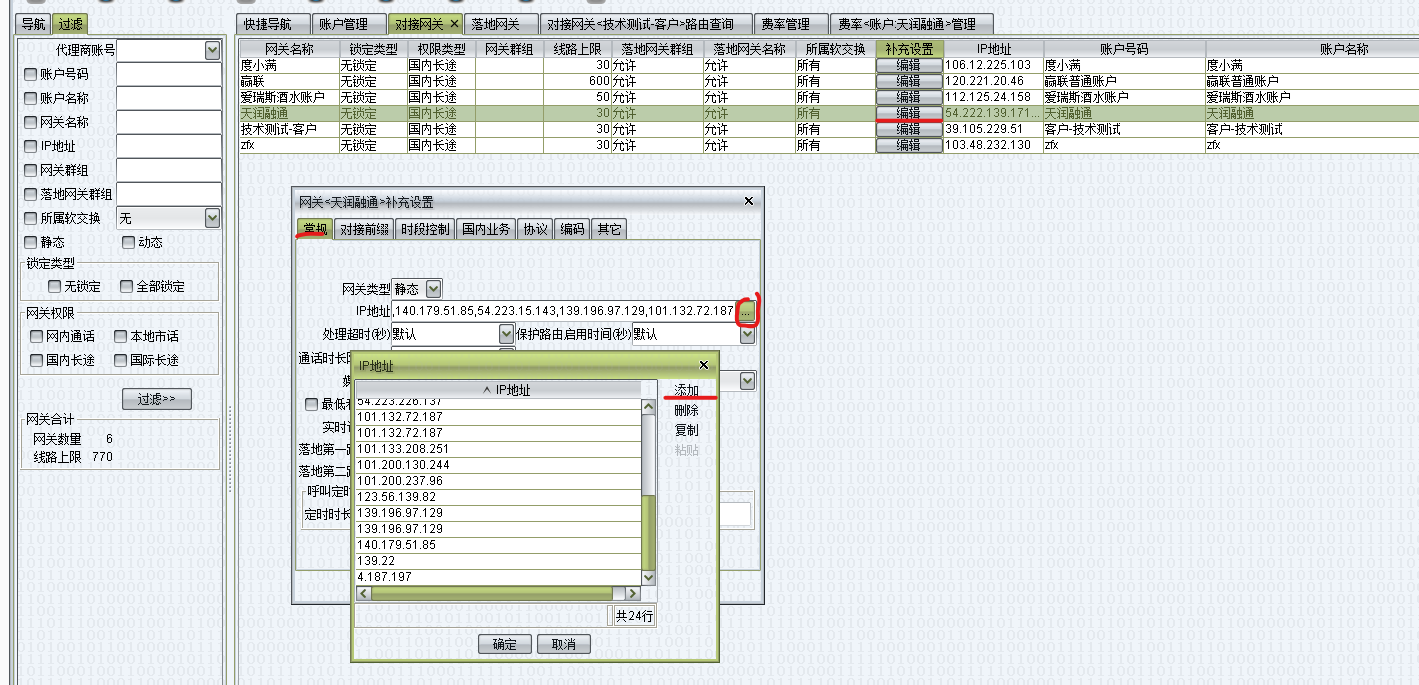 导航 过滤
代理商账号
账户号码
账户名称
网关名称
IP地址
网关群组
落地网关群组
所属软交换 无
静态 动态
锁定类型
无锁定 全部锁定
网关权限
网内通话 本地市话
国内长途 国际长途
过滤>>
网关合计
网关数量 6
线路上限 770
快捷导航 账户管理 对接网关 × 落地网关 对接网关<技术测试-客户>路由查询 费率管理 费率<账户:天润融通>管理
网关名称 锁定类型 权限类型 网关群组 线路上限 落地网关群组 落地网关名称 所属软交换 补充设置 IP地址 账户号码 账户名称
度小满 无锁定 国内长途 30 允许 允许 所有 编辑 106.12.225.103 度小满 度小满
赢联 无锁定 国内长途 600 允许 允许 所有 编辑 120.221.20.46 赢联普通账户 赢联普通账户
爱瑞斯酒水账户 无锁定 国内长途 50 允许 允许 所有 编辑 112.125.24.158 爱瑞斯酒水账户 爱瑞斯酒水账户
天润融通 无锁定 国内长途 30 允许 允许 所有 编辑 54.222.139.171... 天润融通 天润融通
技术测试-客户 无锁定 国内长途 30 允许 允许 所有 编辑 39.105.229.51 客户-技术测试 客户-技术测试
zfx 无锁定 国内长途 30 允许 允许 所有 编辑 103.48.232.130 zfx zfx
网关<天润融通>补充设置
常规 对接前缀 时段控制 国内业务 协议 编码 其它
网关类型 静态
IP地址 ,140.179.51.85,54.223.15.143,139.196.97.129,101.132.72.187 ...
处理超时(秒) 默认 保护路由启用时间(秒) 默认
通话时长
最低
实时
落地第一
落地第二
呼叫定时
定时时长
IP地址
IP地址
54.223.226.137
101.132.72.187
101.132.72.187
101.133.208.251
101.200.130.244
101.200.237.96
123.56.139.82
139.196.97.129
139.196.97.129
140.179.51.85
139.22
4.187.197
添加
删除
复制
粘贴
共24行
确定 取消